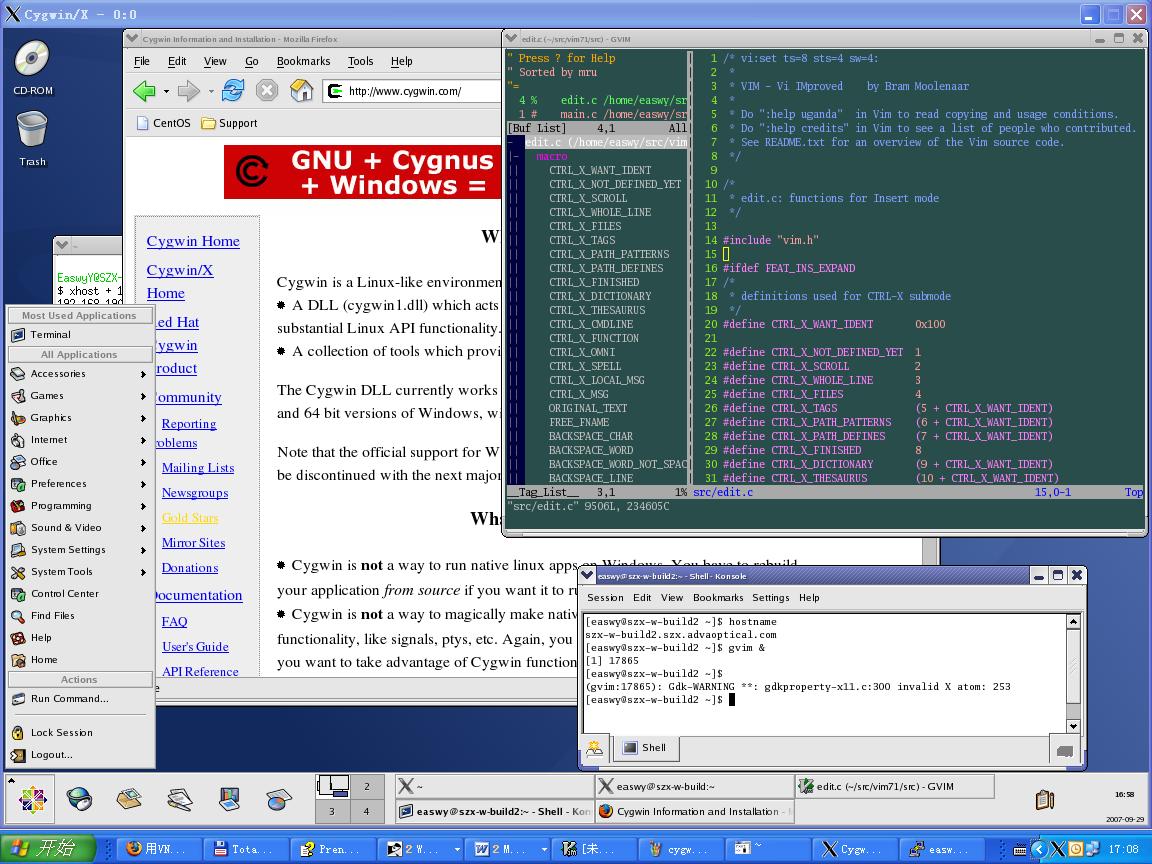 Cygwin/X - 0:0
CD-ROM
Trash
Cygwin Information and Installation - Mozilla Firefox
File Edit View Go Bookmarks Tools Help
http://www.cygwin.com/
CentOS Support
GNU + Cygnus
+ Windows =
Cygwin Home
Cygwin/X
Home
ed Hat
ygwin
roduct
ommunity
Reporting
oblems
Mailing Lists
Newsgroups
Gold Stars
Mirror Sites
Donations
ocumentation
FAQ
User's Guide
API Reference
W
Cygwin is a Linux-like environmen
A DLL (cygwin1.dll) which acts
substantial Linux API functionality.
A collection of tools which provi
The Cygwin DLL currently works
and 64 bit versions of Windows, wi
Note that the official support for W
be discontinued with the next major
Wha
Cygwin is not a way to run native linux apps on Windows. You have to rebuild
your application from source if you want it to ru
Cygwin is not a way to magically make nativ
functionality, like signals, ptys, etc. Again, you
you want to take advantage of Cygwin function
EaswyY@SZX-
$ xhost + 1
Most Used Applications
Terminal
All Applications
Accessories
Games
Graphics
Internet
Office
Preferences
Programming
Sound & Video
System Settings
System Tools
Control Center
Find Files
Help
Home
Actions
Run Command...
Lock Session
Logout...
edit.c (~/src/vim71/src) - GVIM
" Press ? for Help
" Sorted by mru
"=
4 % edit.c /home/easwy/sr
1 # main.c /home/easwy/sr
[Buf List] 4,1 All
- edit.c (/home/easwy/src/vim
|- macro
|| CTRL_X_WANT_IDENT
|| CTRL_X_NOT_DEFINED_YET
|| CTRL_X_SCROLL
|| CTRL_X_WHOLE_LINE
|| CTRL_X_FILES
|| CTRL_X_TAGS
|| CTRL_X_PATH_PATTERNS
|| CTRL_X_PATH_DEFINES
|| CTRL_X_FINISHED
|| CTRL_X_DICTIONARY
|| CTRL_X_THESAURUS
|| CTRL_X_CMDLINE
|| CTRL_X_FUNCTION
|| CTRL_X_OMNI
|| CTRL_X_SPELL
|| CTRL_X_LOCAL_MSG
|| CTRL_X_MSG
|| ORIGINAL_TEXT
|| FREE_FNAME
|| BACKSPACE_CHAR
|| BACKSPACE_WORD
|| BACKSPACE_WORD_NOT_SPAC
|| BACKSPACE_LINE
__Tag_List__ 3,1 1%
1 /* vi:set ts=8 sts=4 sw=4:
2 *
3 * VIM - Vi IMproved by Bram Moolenaar
4 *
5 * Do ":help uganda" in Vim to read copying and usage conditions.
6 * Do ":help credits" in Vim to see a list of people who contributed.
7 * See README.txt for an overview of the Vim source code.
8 */
9
10 /*
11 * edit.c: functions for Insert mode
12 */
13
14 #include "vim.h"
15
16 #ifdef FEAT_INS_EXPAND
17 /*
18 * definitions used for CTRL-X submode
19 */
20 #define CTRL_X_WANT_IDENT 0x100
21
22 #define CTRL_X_NOT_DEFINED_YET 1
23 #define CTRL_X_SCROLL 2
24 #define CTRL_X_WHOLE_LINE 3
25 #define CTRL_X_FILES 4
26 #define CTRL_X_TAGS (5 + CTRL_X_WANT_IDENT)
27 #define CTRL_X_PATH_PATTERNS (6 + CTRL_X_WANT_IDENT)
28 #define CTRL_X_PATH_DEFINES (7 + CTRL_X_WANT_IDENT)
29 #define CTRL_X_FINISHED 8
30 #define CTRL_X_DICTIONARY (9 + CTRL_X_WANT_IDENT)
31 #define CTRL_X_THESAURUS (10 + CTRL_X_WANT_IDENT)
src/edit.c 15,0-1 Top
"src/edit.c" 9506L, 234605C
easwy@szx-w-build2:~ - Shell - Konsole
Session Edit View Bookmarks Settings Help
[easwy@szx-w-build2 ~]$ hostname
szx-w-build2.szx.advaoptical.com
[easwy@szx-w-build2 ~]$ gvim &
[1] 17865
[easwy@szx-w-build2 ~]$
(gvim:17865): Gdk-WARNING **: gdkproperty-x11.c:300 invalid X atom: 253
[easwy@szx-w-build2 ~]$
Shell
2
3 4
~
easwy@szx-w-build2:~
edit.c (~/src/vim71/src) - GVIM
easwy@szx-w-build2:~ - Shell - Kon
Cygwin Information and Installation - M
16:58
2007-09-29
开始
用VN...
Tota...
Pren...
2 W...
2 M...
[未...
cygw...
~
Cygw...
easw...
17:08